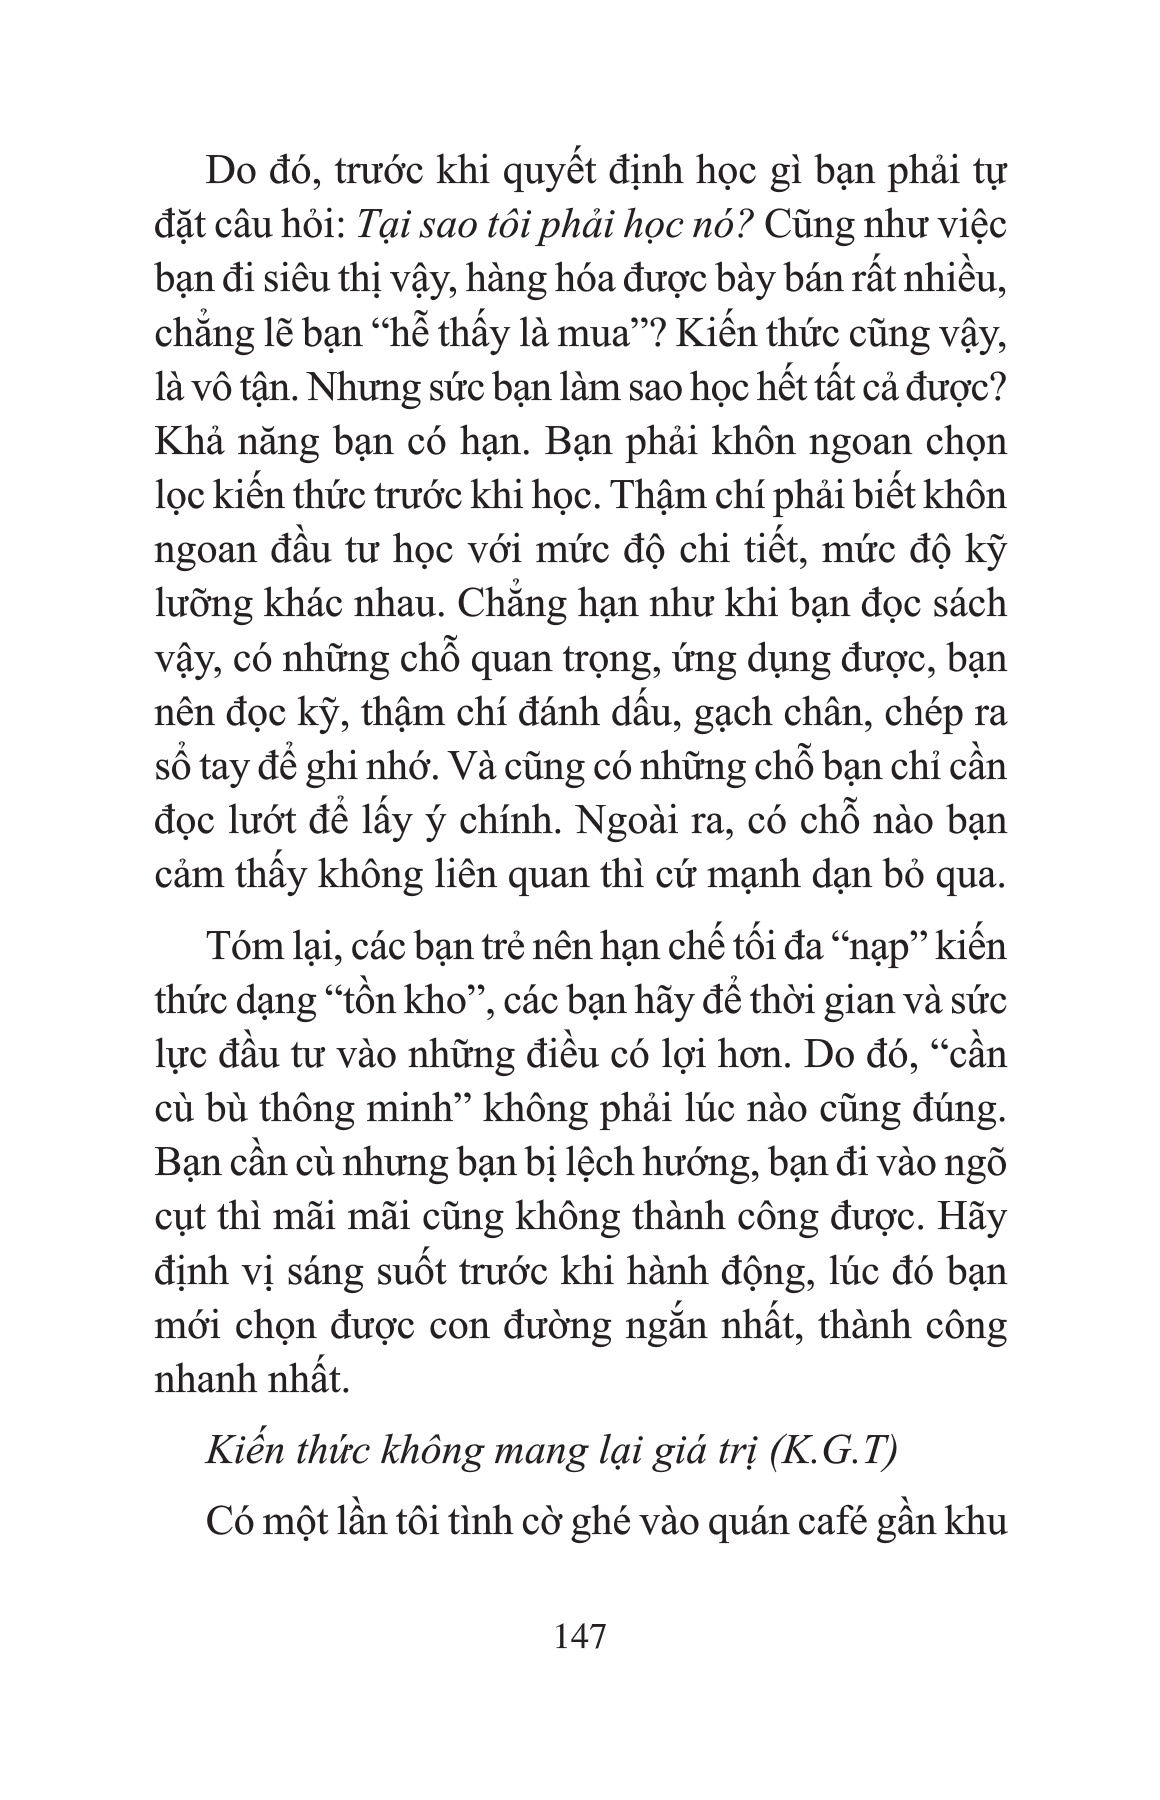 Do đó, trước khi quyết định học gì bạn phải tự
đặt câu hỏi: Tại sao tôi phải học nó? Cũng như việc
bạn đi siêu thị vậy, hàng hóa được bày bán rất nhiều,
chẳng lẽ bạn “hễ thấy là mua”? Kiến thức cũng vậy,
là vô tận. Nhưng sức bạn làm sao học hết tất cả được?
Khả năng bạn có hạn. Bạn phải khôn ngoan chọn
lọc kiến thức trước khi học. Thậm chí phải biết khôn
ngoan đầu tư học với mức độ chi tiết, mức độ kỹ
lưỡng khác nhau. Chẳng hạn như khi bạn đọc sách
vậy, có những chỗ quan trọng, ứng dụng được, bạn
nên đọc kỹ, thậm chí đánh dấu, gạch chân, chép ra
sổ tay để ghi nhớ. Và cũng có những chỗ bạn chỉ cần
đọc lướt để lấy ý chính. Ngoài ra, có chỗ nào bạn
cảm thấy không liên quan thì cứ mạnh dạn bỏ qua.
Tóm lại, các bạn trẻ nên hạn chế tối đa “nạp” kiến
thức dạng “tồn kho”, các bạn hãy để thời gian và sức
lực đầu tư vào những điều có lợi hơn. Do đó, “cần
cù bù thông minh” không phải lúc nào cũng đúng.
Bạn cần cù nhưng bạn bị lệch hướng, bạn đi vào ngõ
cụt thì mãi mãi cũng không thành công được. Hãy
định vị sáng suốt trước khi hành động, lúc đó bạn
mới chọn được con đường ngắn nhất, thành công
nhanh nhất.
Kiến thức không mang lại giá trị (K.G.T)
Có một lần tôi tình cờ ghé vào quán café gần khu
147